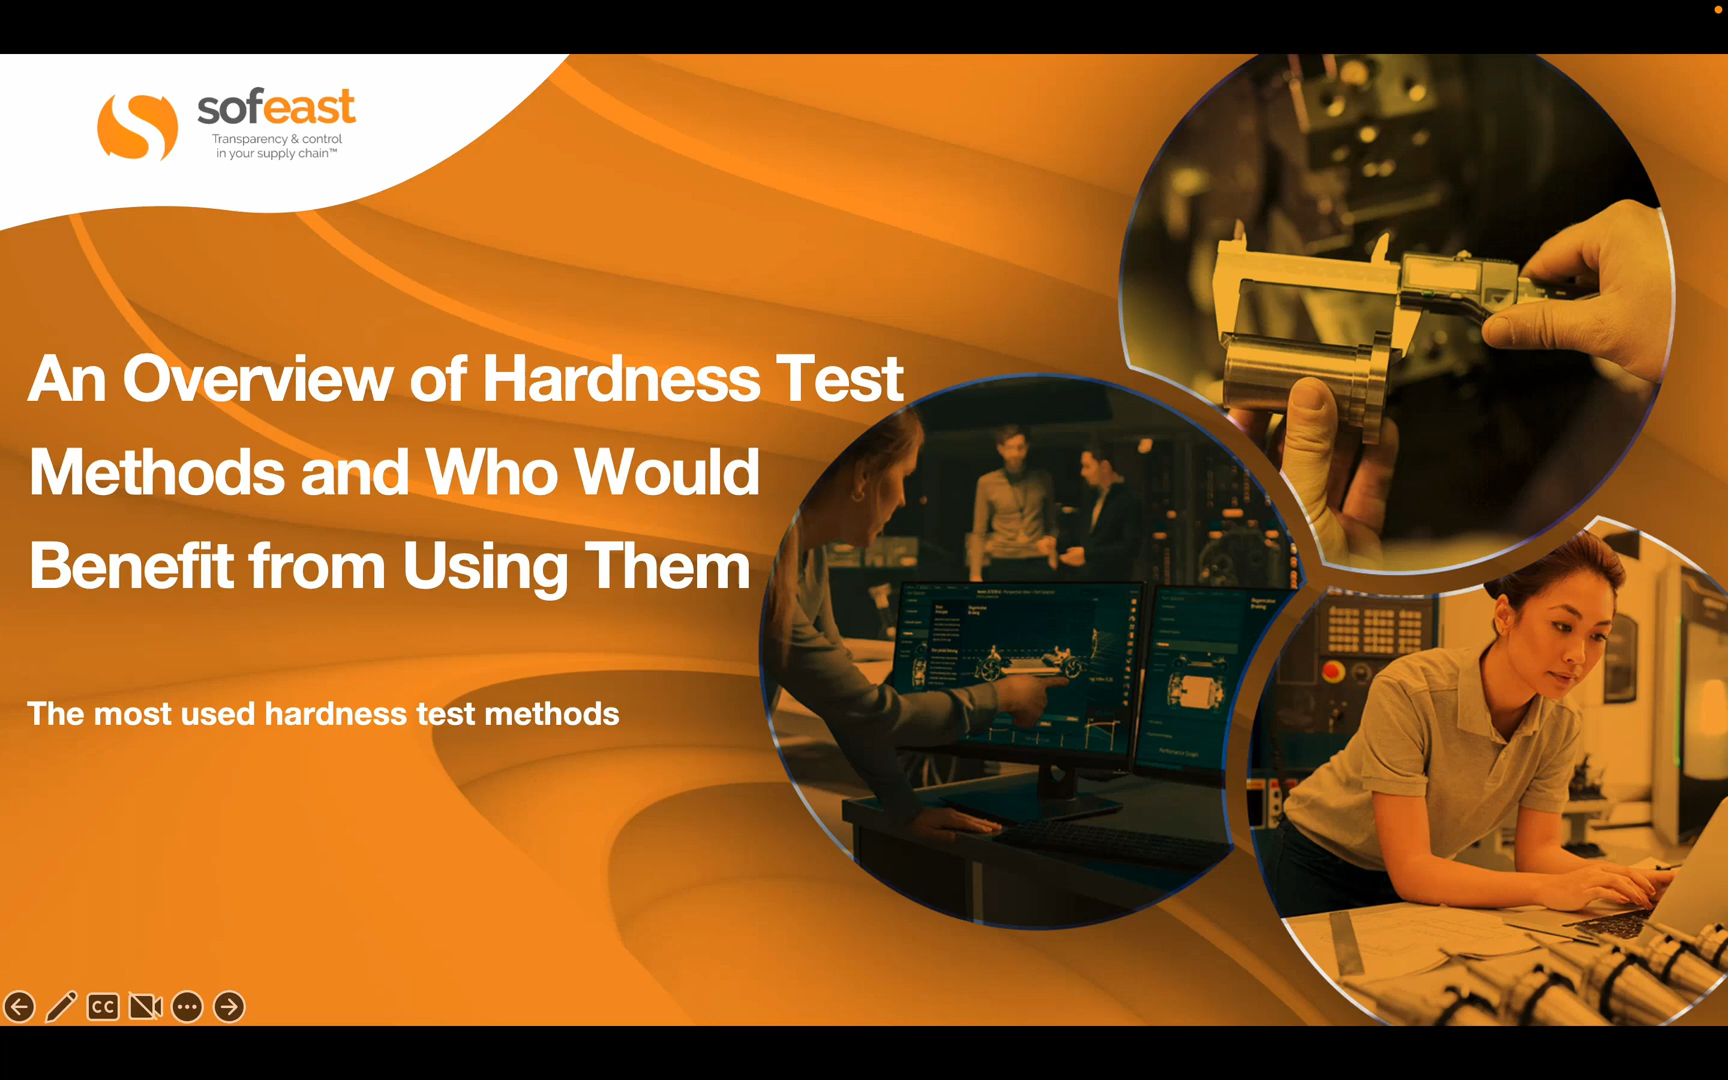 sofeast
Transparency & control
in your supply chain™
An Overview of Hardness Test
Methods and Who Would
Benefit from Using Them
The most used hardness test methods
CC